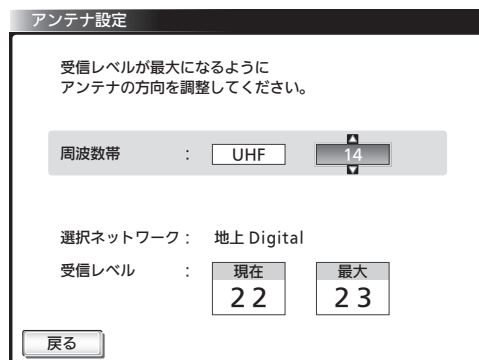 アンテナ設定
受信レベルが最大になるように
アンテナの方向を調整してください。
周波数帯 : UHF 14
選択ネットワーク : 地上 Digital
受信レベル : 現在 最大
22 23
戻る